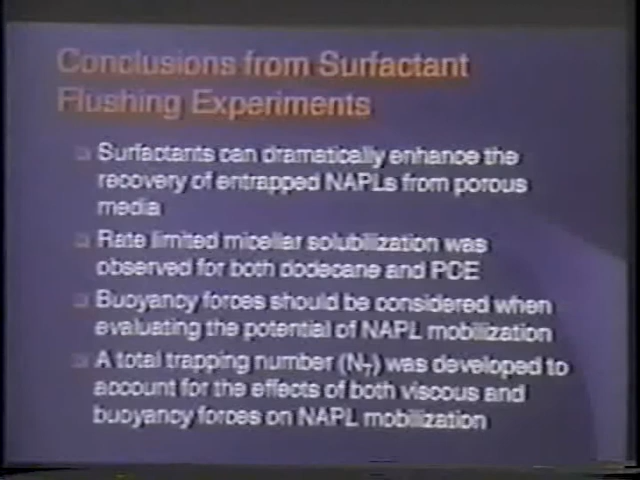 Conclusions from Surfactant
Flushing Experiments
Surfactants can dramatically enhance the
recovery of entrapped NAPLs from porous
media
Rate limited micellar solubilization was
observed for both dodecane and PCE
Buoyancy forces should be considered when
evaluating the potential of NAPL mobilization
A total trapping number (N_T) was developed to
account for the effects of both viscous and
buoyancy forces on NAPL mobilization